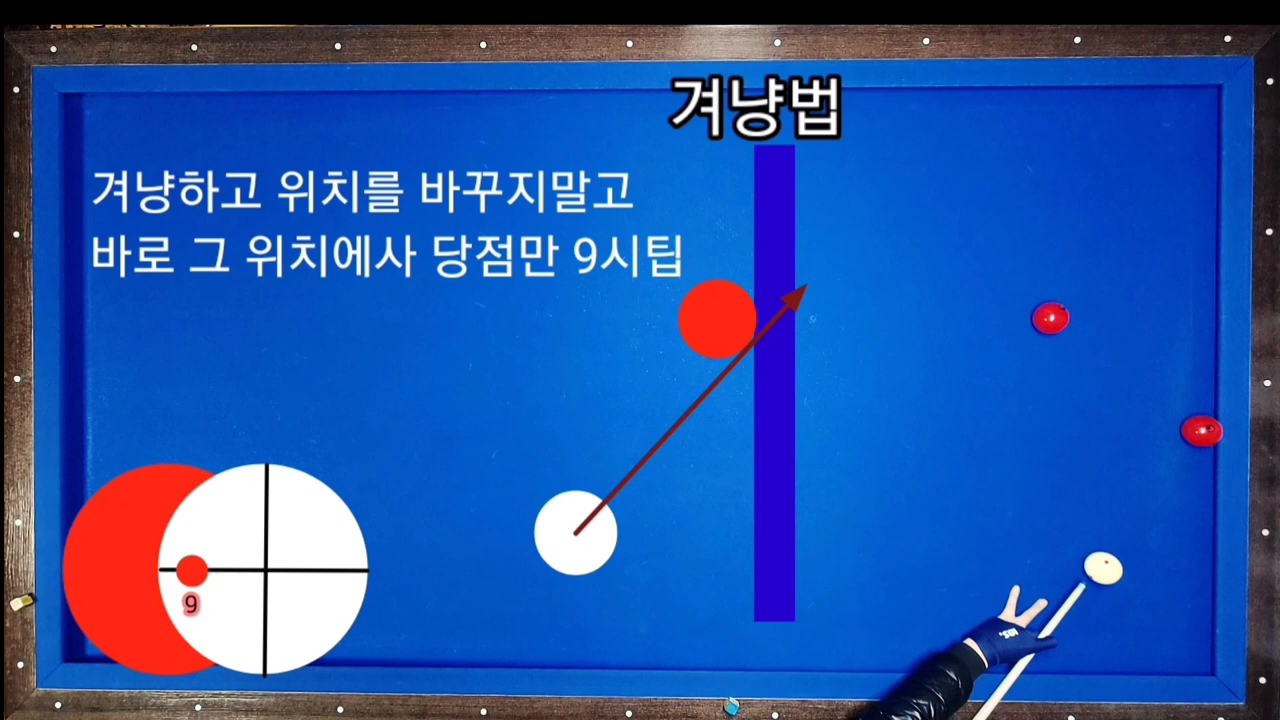 겨냥법
겨냥하고 위치를 바꾸지말고
바로 그 위치에사 당점만 9시팁
9